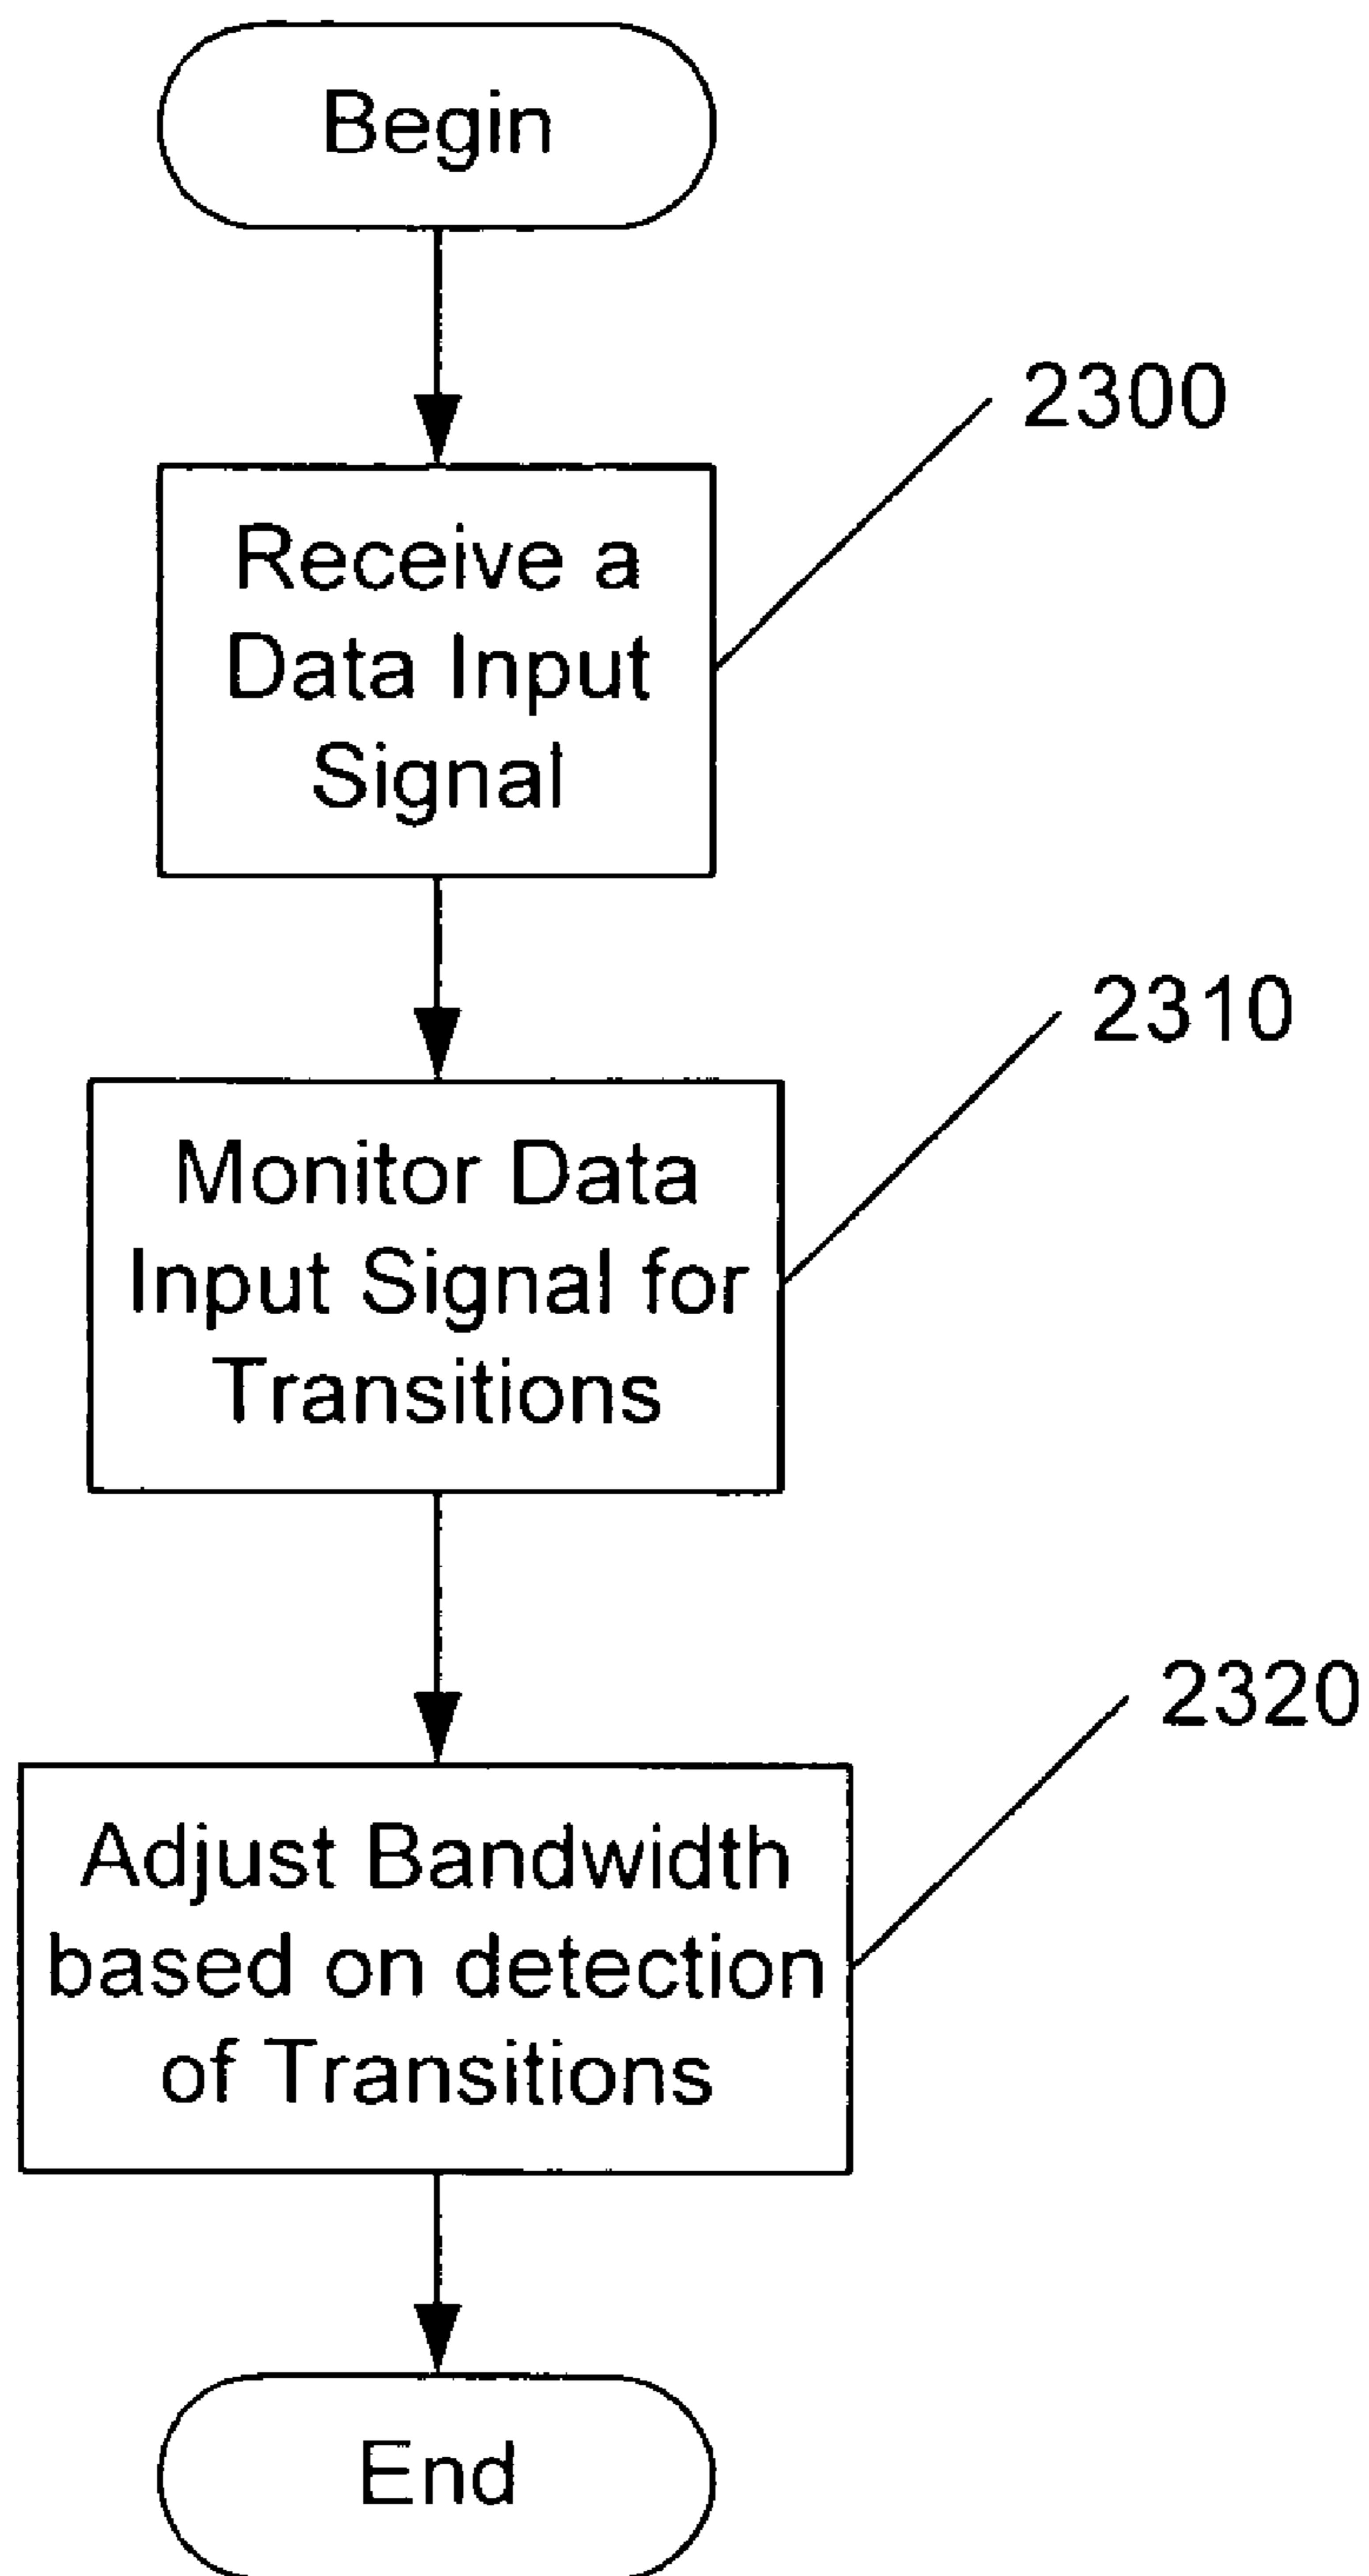 Begin
2300
Receive a
Data Input
Signal
2310
Monitor Data
Input Signal for
Transitions
2320
Adjust Bandwidth
based on detection
of Transitions
End